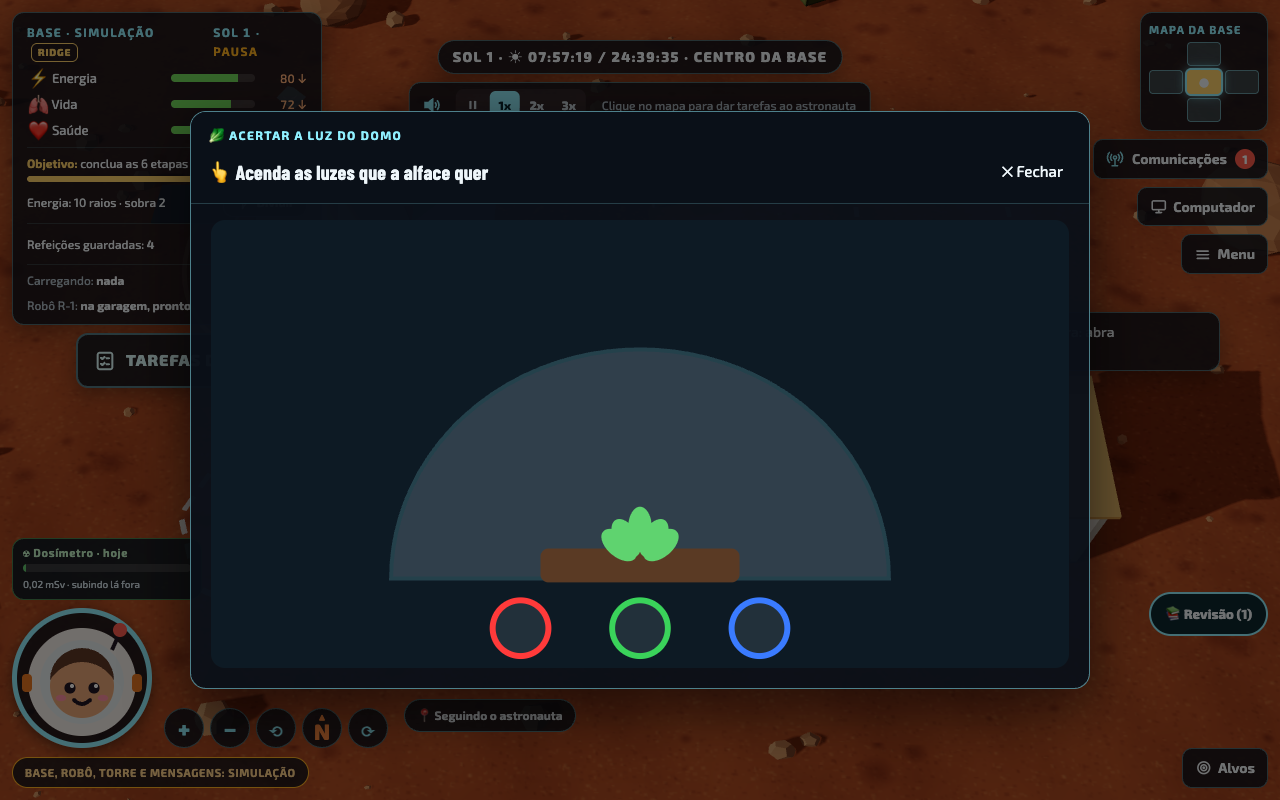 BASE · SIMULAÇÃO
SOL 1 ·
RIDGE
PAUSA
Energia
80 ↓
Vida
72 ↓
Saúde
Objetivo: conclua as 6 etapas
Energia: 10 raios · sobra 2
Refeições guardadas: 4
Carregando: nada
Robô R-1: na garagem, pronto
SOL 1 · ☀ 07:57:19 / 24:39:35 · CENTRO DA BASE
1x
2x
3x
Clique no mapa para dar tarefas ao astronauta
MAPA DA BASE
Comunicações
1
Computador
Menu
ACERTAR A LUZ DO DOMO
Acenda as luzes que a alface quer
Fechar
Dosímetro · hoje
0,02 mSv · subindo lá fora
Revisão (1)
N
Seguindo o astronauta
BASE, ROBÔ, TORRE E MENSAGENS: SIMULAÇÃO
Alvos